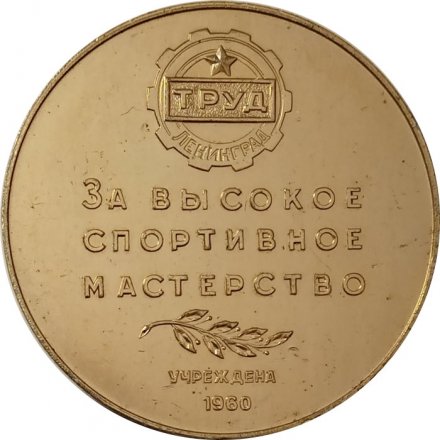 ТРУД
ЛЕНИНГРАД
ЗА ВЫСОКОЕ
СПОРТИВНОЕ
МАСТЕРСТВО
УЧРЕЖДЕНА
1960